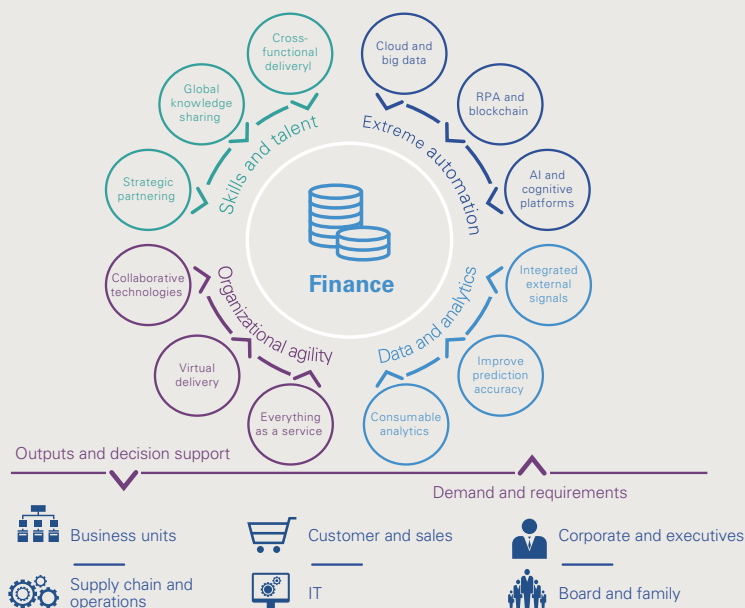 Cross-
functional
deliveryl
Global
knowledge
sharing
Strategic
partnering
Skills and talent
Cloud and
big data
RPA and
blockchain
AI and
cognitive
platforms
Extreme automation
Finance
Collaborative
technologies
Virtual
delivery
Everything
as a service
Organizational agility
Integrated
external
signals
Improve
prediction
accuracy
Consumable
analytics
Data and analytics
Outputs and decision support
Demand and requirements
Business units
Customer and sales
Corporate and executives
Supply chain and
operations
IT
Board and family